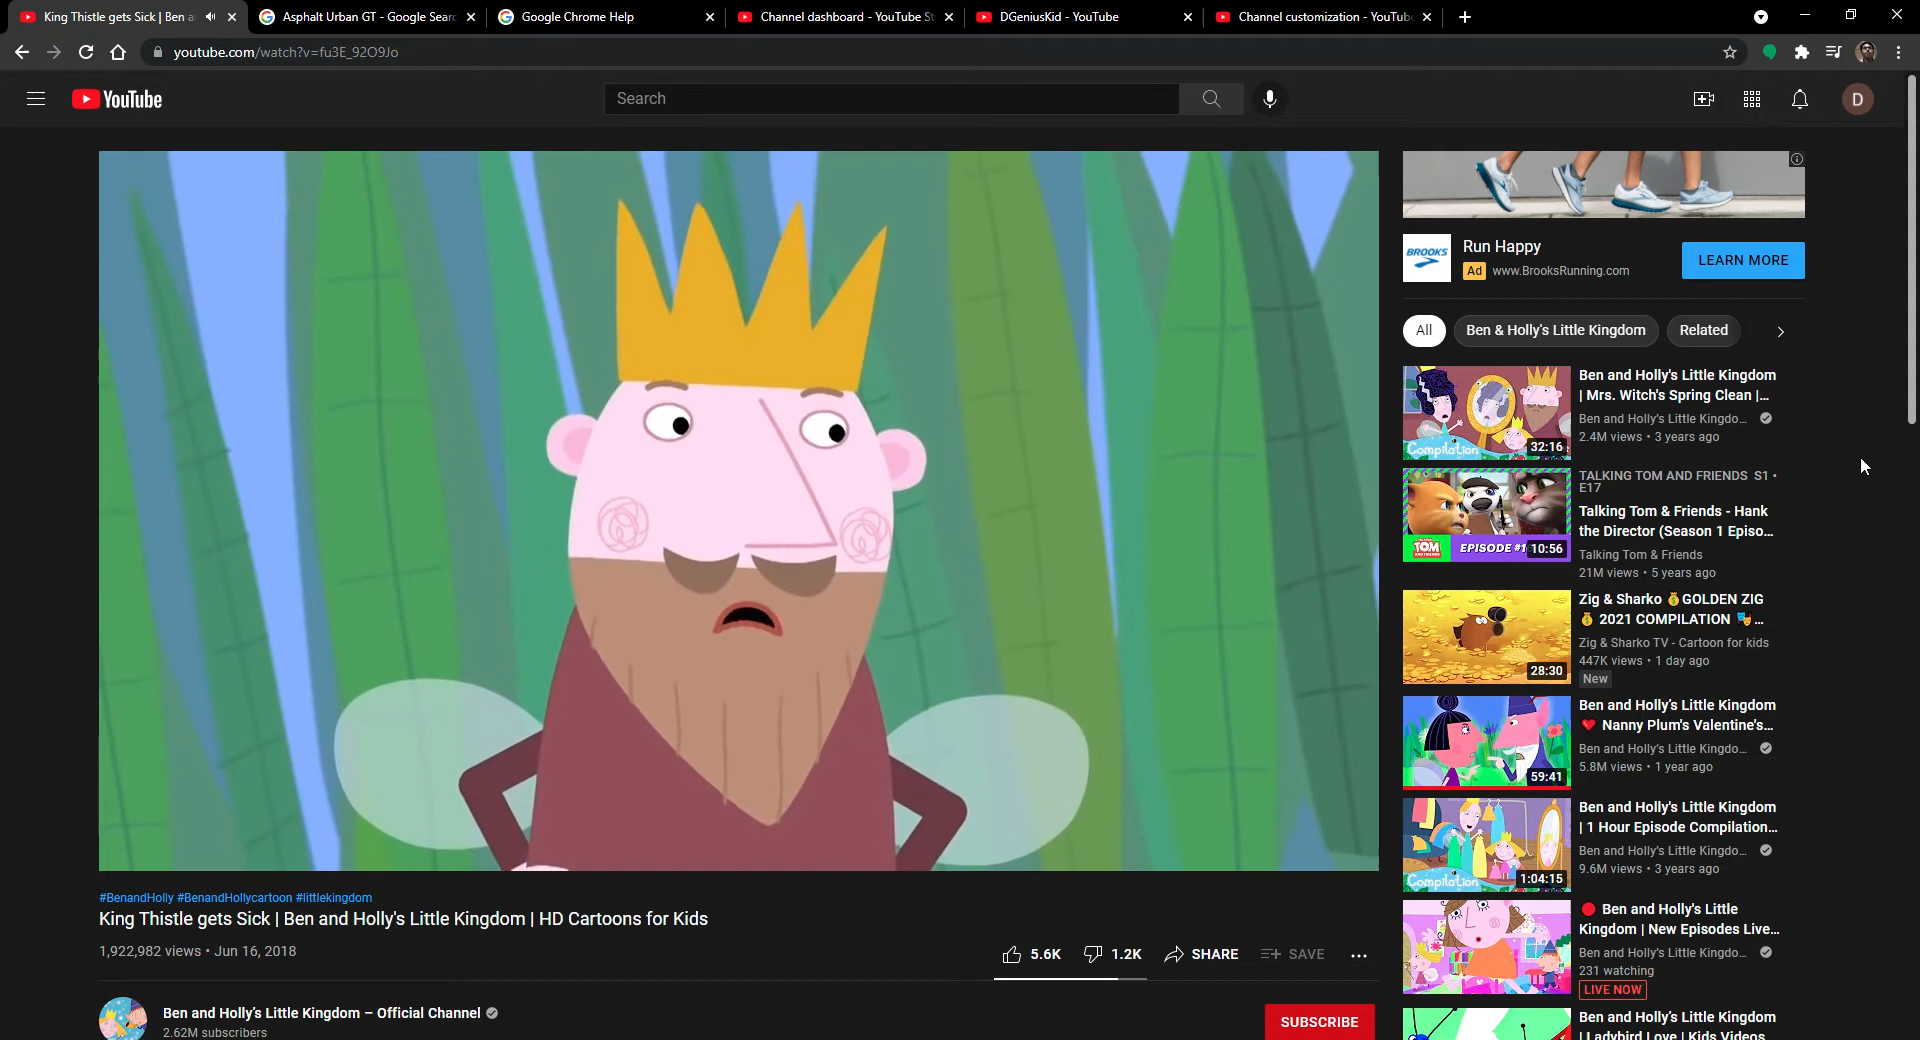 King Thistle gets Sick | Ben a
Asphalt Urban GT - Google Sear
Google Chrome Help
Channel dashboard - YouTube S
DGeniusKid - YouTube
Channel customization - YouTub
youtube.com/watch?v=fu3E_92O9Jo
YouTube
Search
D
BROOKS
Run Happy
Ad www.BrooksRunning.com
LEARN MORE
All
Ben & Holly's Little Kingdom
Related
Compilation
32:16
Ben and Holly's Little Kingdom
| Mrs. Witch's Spring Clean |...
Ben and Holly's Little Kingdo...
2.4M views • 3 years ago
TOM
EPISODE #1
10:56
TALKING TOM AND FRIENDS S1 •
E17
Talking Tom & Friends - Hank
the Director (Season 1 Episo...
Talking Tom & Friends
21M views • 5 years ago
28:30
Zig & Sharko 💰GOLDEN ZIG
💰 2021 COMPILATION 🎭...
Zig & Sharko TV - Cartoon for kids
447K views • 1 day ago
New
59:41
Ben and Holly's Little Kingdom
❤️ Nanny Plum's Valentine's...
Ben and Holly's Little Kingdo...
5.8M views • 1 year ago
Compilation
1:04:15
Ben and Holly's Little Kingdom
| 1 Hour Episode Compilation...
Ben and Holly's Little Kingdo...
9.6M views • 3 years ago
🔴 Ben and Holly's Little
Kingdom | New Episodes Live...
Ben and Holly's Little Kingdo...
231 watching
LIVE NOW
Ben and Holly's Little Kingdom
| Ladybird Love | Kids Videos
#BenandHolly #BenandHollycartoon #littlekingdom
King Thistle gets Sick | Ben and Holly's Little Kingdom | HD Cartoons for Kids
1,922,982 views • Jun 16, 2018
5.6K
1.2K
SHARE
SAVE
Ben and Holly's Little Kingdom – Official Channel
2.62M subscribers
SUBSCRIBE